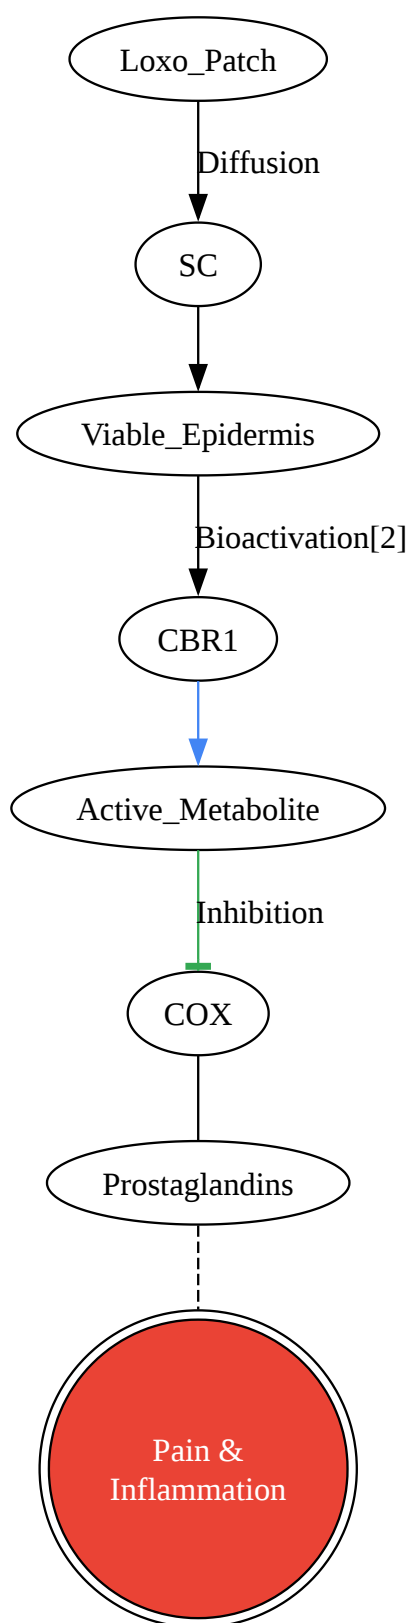 Loxo_Patch
Diffusion
SC
Viable_Epidermis
Bioactivation[2]
CBR1
Active_Metabolite
Inhibition
COX
Prostaglandins
Pain &
Inflammation